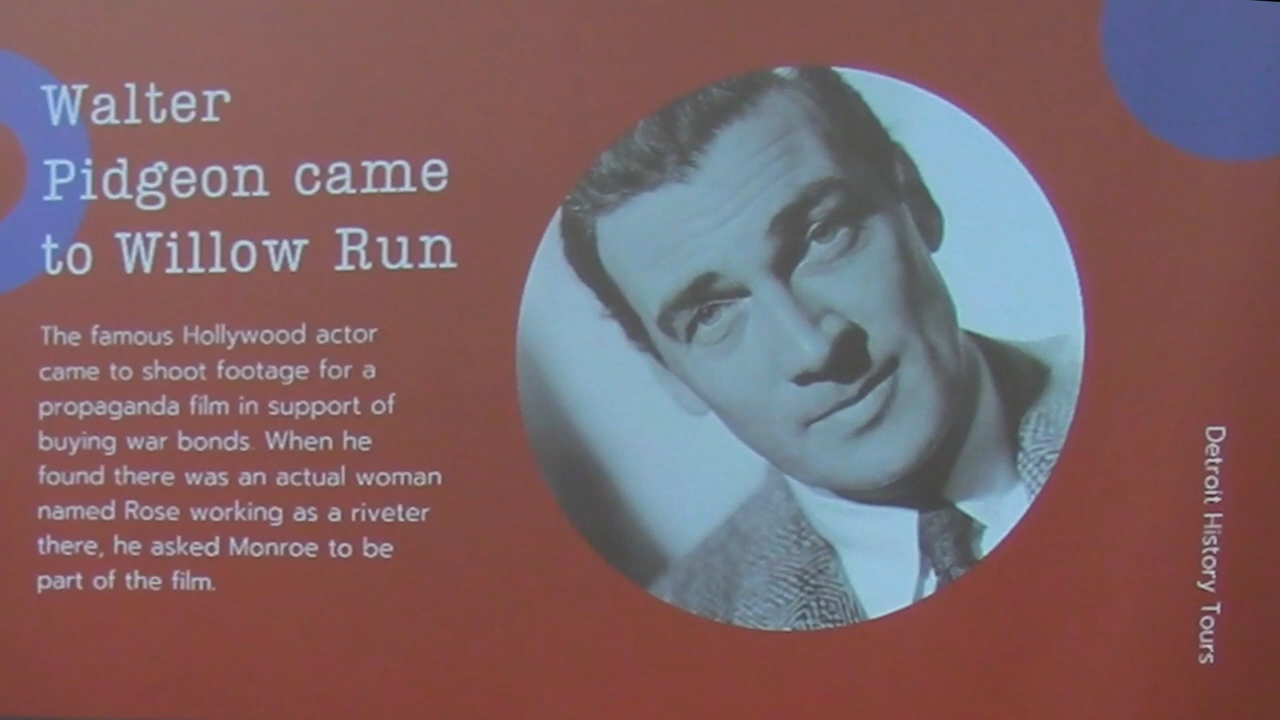 Walter
Pidgeon came
to Willow Run
The famous Hollywood actor
came to shoot footage for a
propaganda film in support of
buying war bonds. When he
found there was an actual woman
named Rose working as a riveter
there, he asked Monroe to be
part of the film.
Detroit History Tours